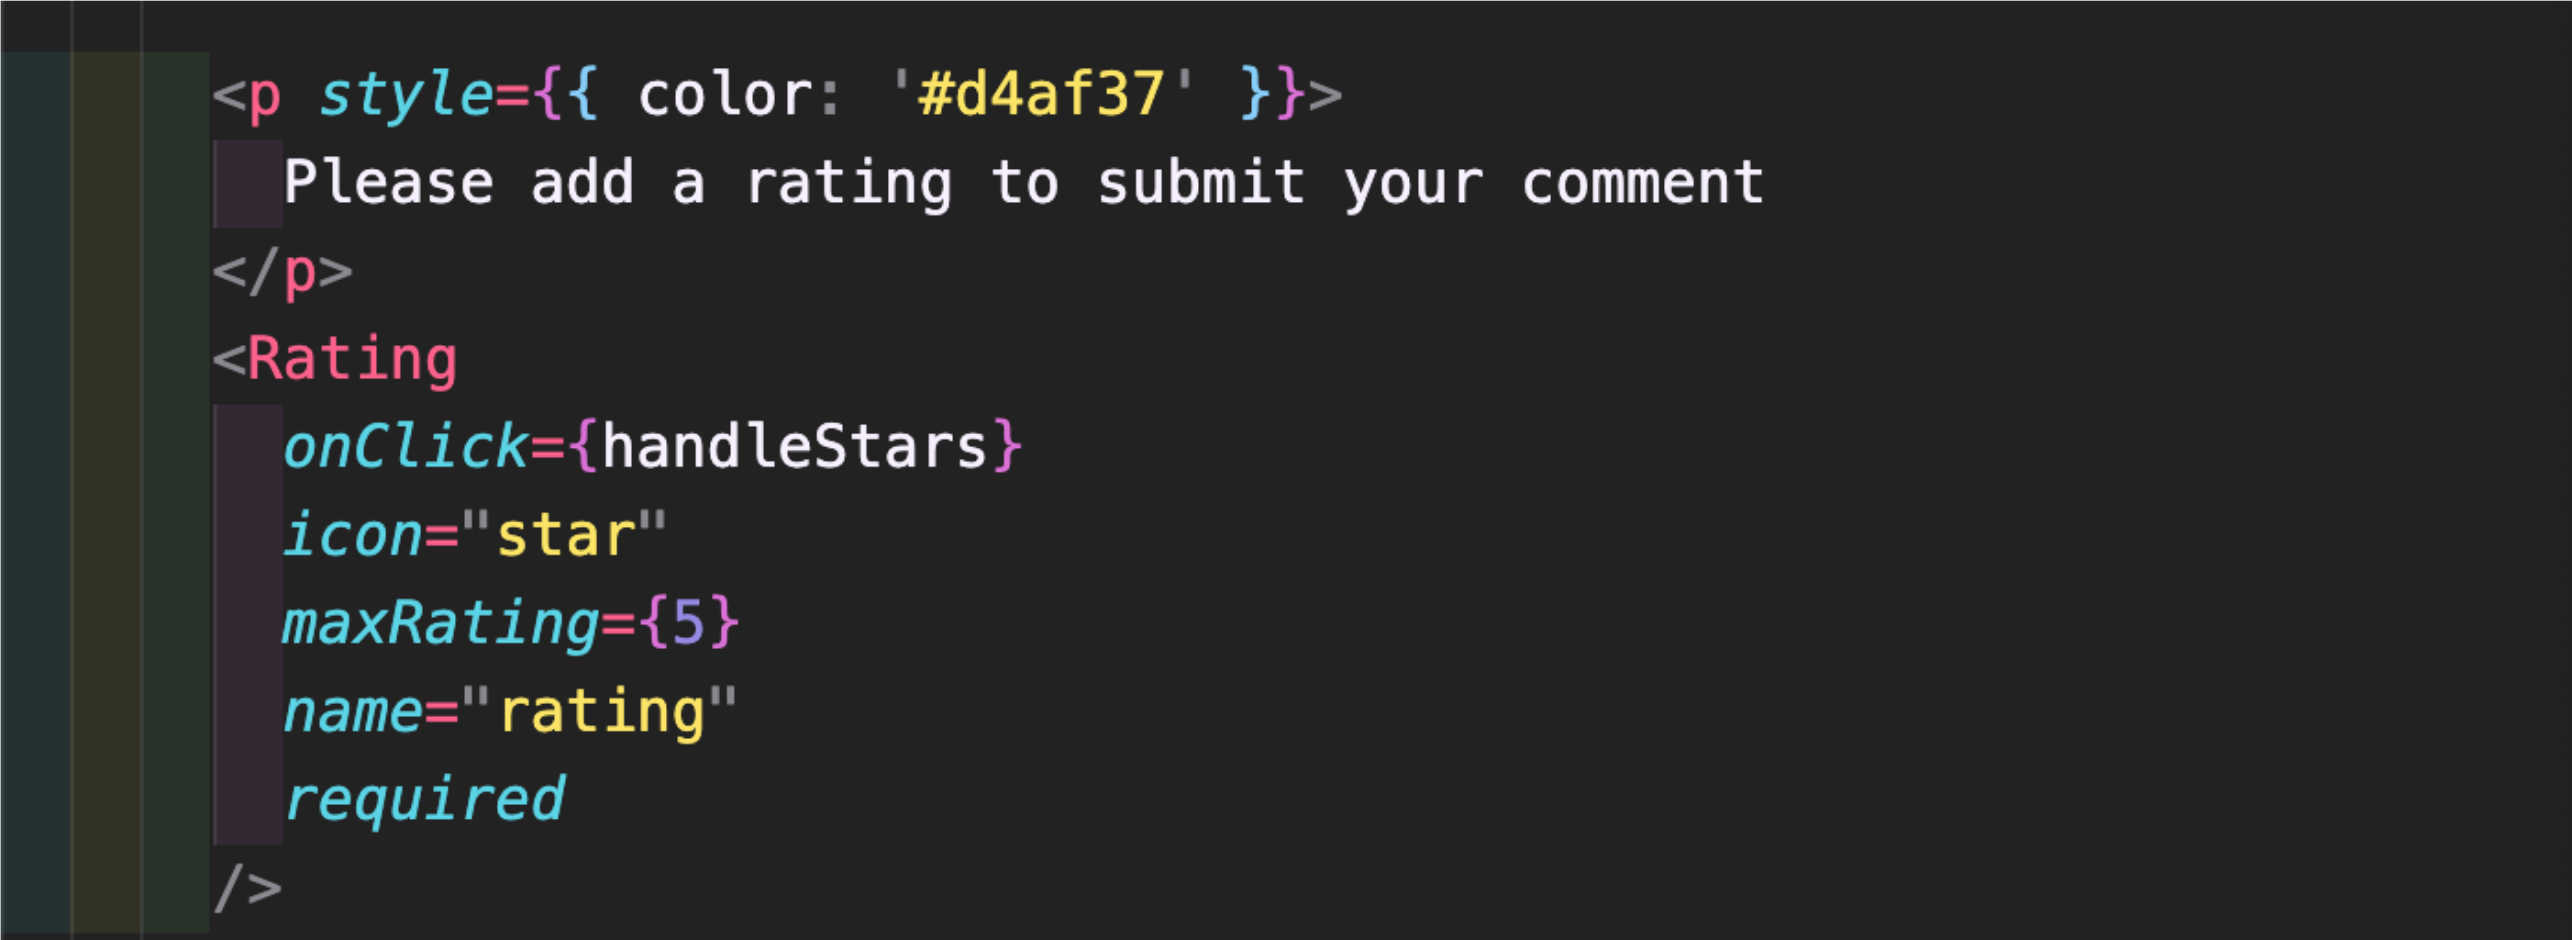 <p style={{ color: '#d4af37' }}>
Please add a rating to submit your comment
</p>
<Rating
onClick={handleStars}
icon="star"
maxRating={5}
name="rating"
required
/>